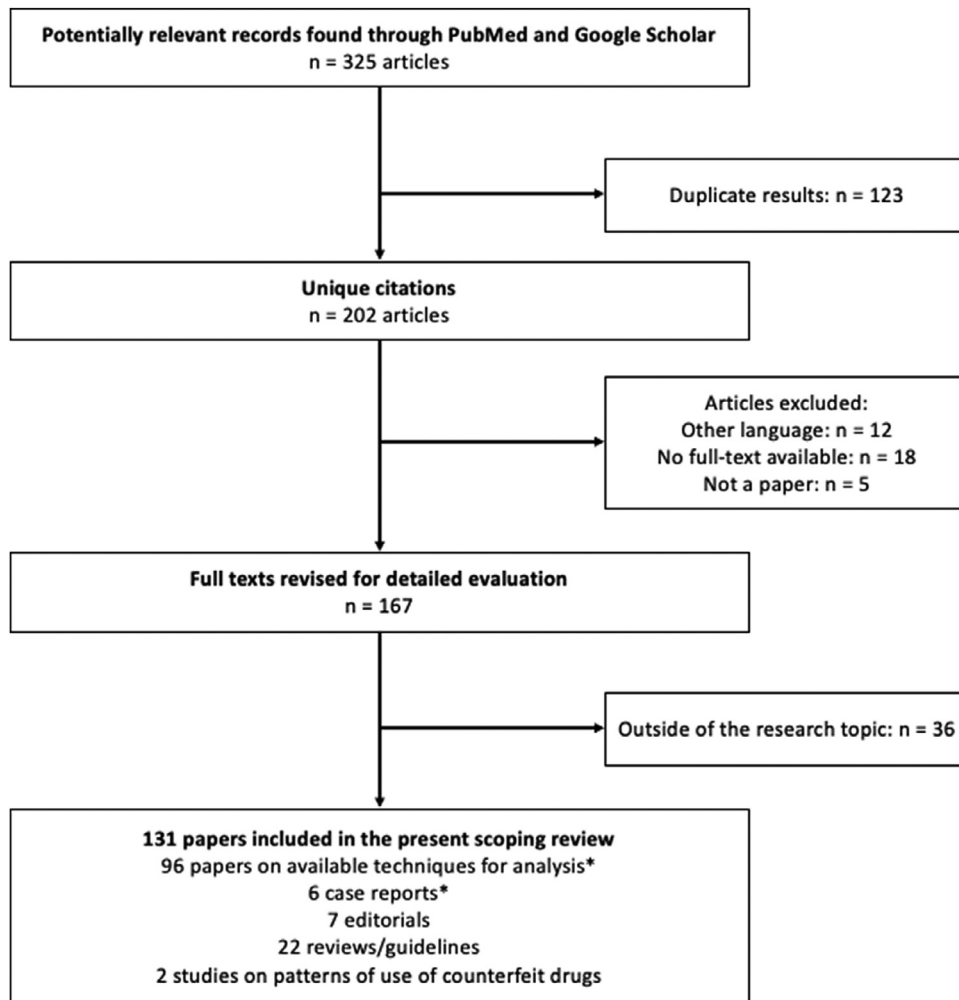 Potentially relevant records found through PubMed and Google Scholar
n = 325 articles
Duplicate results: n = 123
Unique citations
n = 202 articles
Articles excluded:
Other language: n = 12
No full-text available: n = 18
Not a paper: n = 5
Full texts revised for detailed evaluation
n = 167
Outside of the research topic: n = 36
131 papers included in the present scoping review
96 papers on available techniques for analysis*
6 case reports*
7 editorials
22 reviews/guidelines
2 studies on patterns of use of counterfeit drugs